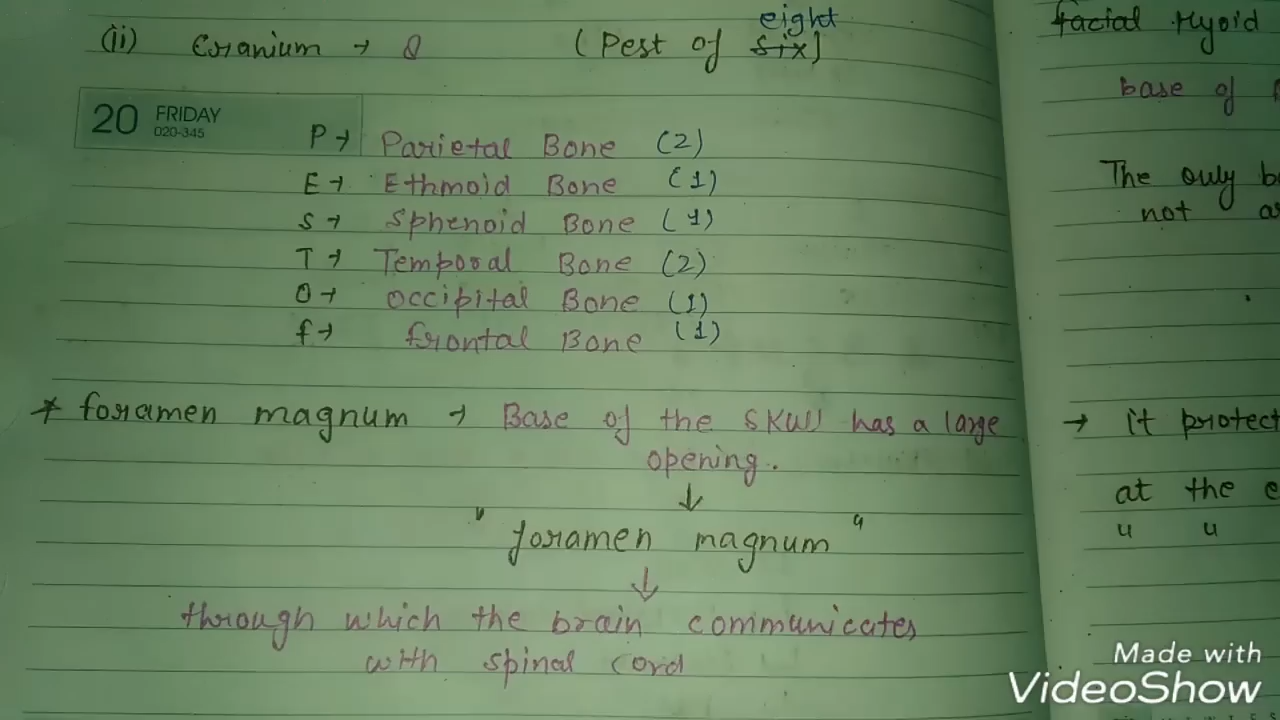 (ii) Cranium → 8 (Pest of six]
eight
20 FRIDAY
020-345
P → Parietal Bone (2)
E → Ethmoid Bone (1)
S → Sphenoid Bone (1)
T → Temporal Bone (2)
O → Occipital Bone (1)
f → frontal Bone (1)
* foramen magnum → Base of the Skull has a large
opening.
↓
" foramen magnum "
↓
through which the brain communicates
with spinal cord
facial Hyoid
base of
The only b
not as
→ it protect
at the e
" "
Made with
VideoShow